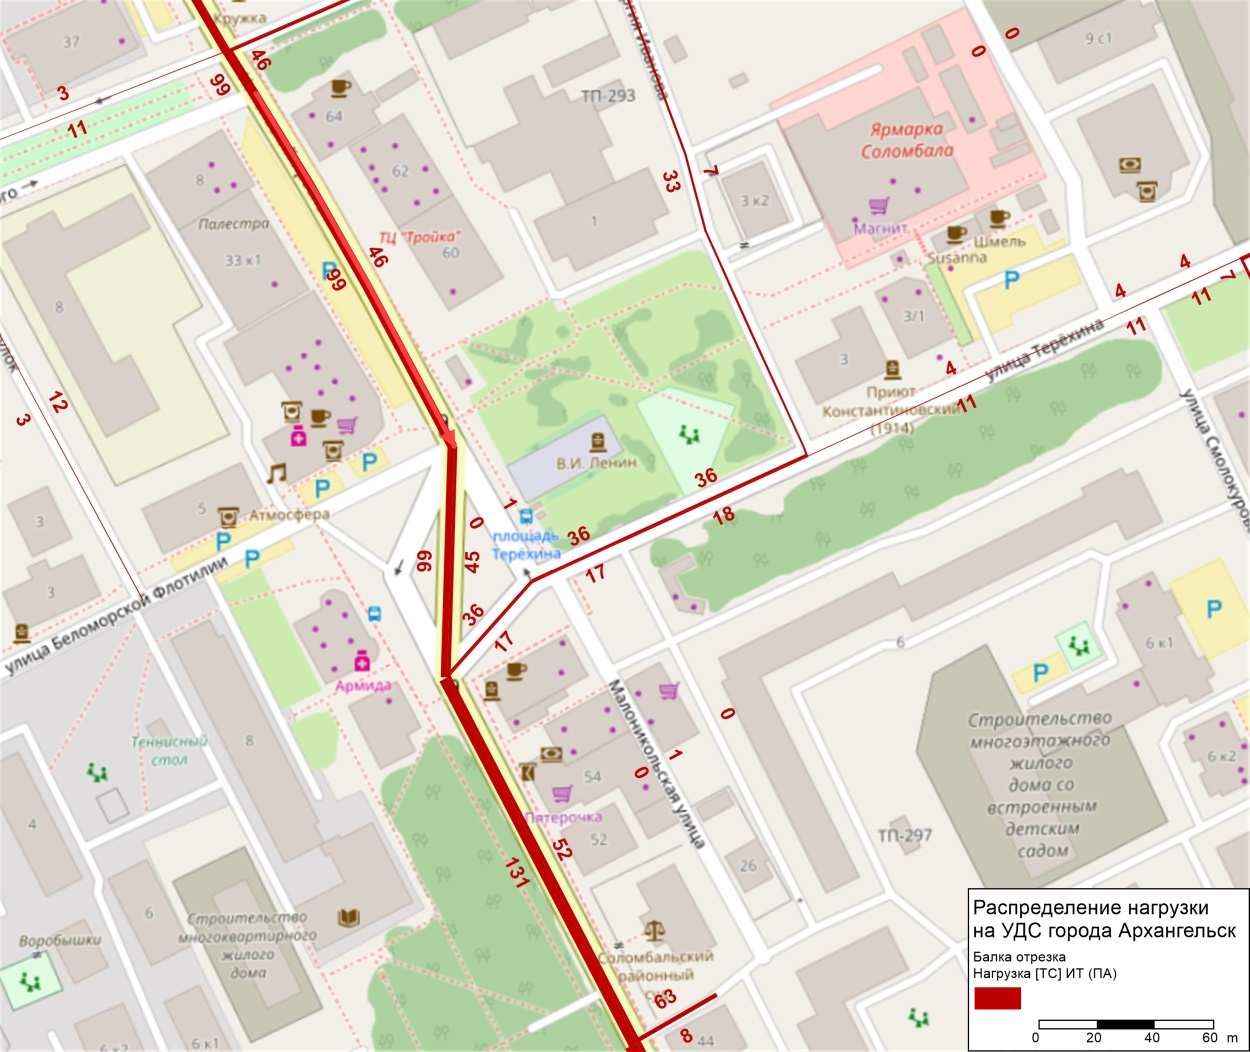 37
Кружка
46
99
3
11
64
62
ТЦ "Тройка"
60
ТП-293
1
33
7
3 к2
Ярмарка
Соломбала
Магнит
Шмель
Susanna
0
0
9 с1
8
Палестра
33 к1
8
46
P
99
3/1
3
P
4
4
7
11
11
4
11
улица Терёхина
Приют
Константиновский
(1914)
12
3
В.И. Ленин
36
18
P
P
Атмосфера
5
3
3
P
P
улица Беломорской Флотилии
1
0
площадь
Терёхина
36
17
99
45
36
17
улица Смолокурова
Армида
8
Теннисный
стол
4
6
Воробышки
Строительство
многоквартирного
жилого
дома
6 к2
6 к1
Малоникольская улица
54
Пятерочка
52
0
1
0
52
131
26
Соломбальский
районный
63
8
44
6
P
6 к1
P
6 к2
Строительство
многоэтажного
жилого
дома со
встроенным
детским
садом
ТП-297
Распределение нагрузки
на УДС города Архангельск
Балка отрезка
Нагрузка [ТС] ИТ (ПА)
0 20 40 60 m